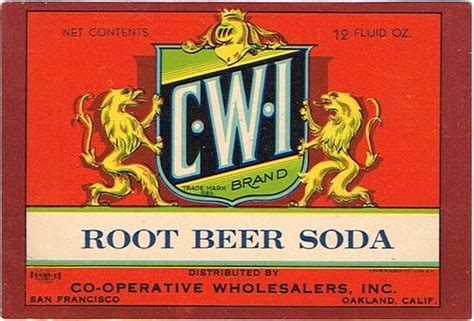 NET CONTENTS 12 FLUID OZ.
C·W·I
TRADE MARK REG. BRAND
ROOT BEER SODA
DISTRIBUTED BY
CO-OPERATIVE WHOLESALERS, INC.
SAN FRANCISCO OAKLAND, CALIF.